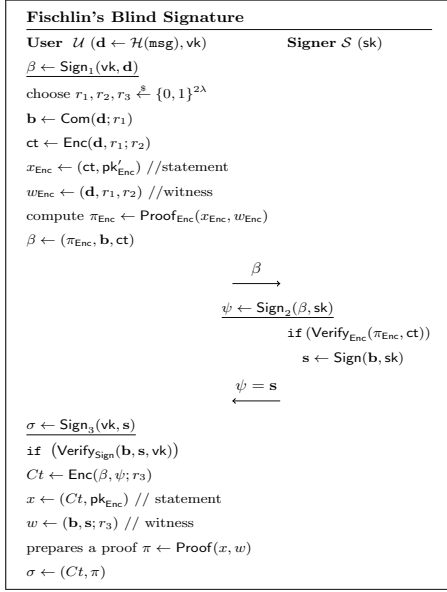 Fischlin's Blind Signature
User 𝒰 (d ← ℋ(msg), vk) Signer 𝒮 (sk)
β ← Sign₁(vk, d)
choose r₁, r₂, r₃ ←$ {0, 1}^{2λ}
b ← Com(d; r₁)
ct ← Enc(d, r₁; r₂)
x_Enc ← (ct, pk′_Enc) //statement
w_Enc ← (d, r₁, r₂) //witness
compute π_Enc ← Proof_Enc(x_Enc, w_Enc)
β ← (π_Enc, b, ct)
β
ψ ← Sign₂(β, sk)
if (Verify_Enc(π_Enc, ct))
s ← Sign(b, sk)
ψ = s
σ ← Sign₃(vk, s)
if (Verify_Sign(b, s, vk))
Ct ← Enc(β, ψ; r₃)
x ← (Ct, pk_Enc) // statement
w ← (b, s; r₃) // witness
prepares a proof π ← Proof(x, w)
σ ← (Ct, π)